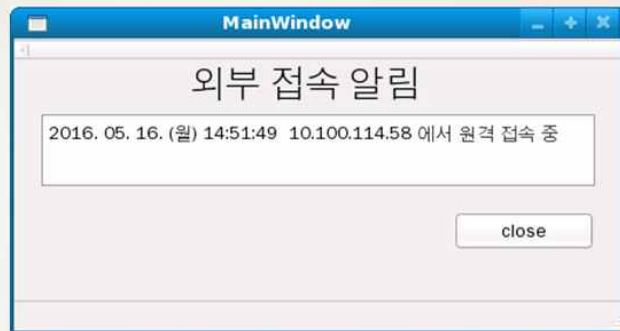 MainWindow
외부 접속 알림
2016. 05. 16. (월) 14:51:49 10.100.114.58 에서 원격 접속 중
close